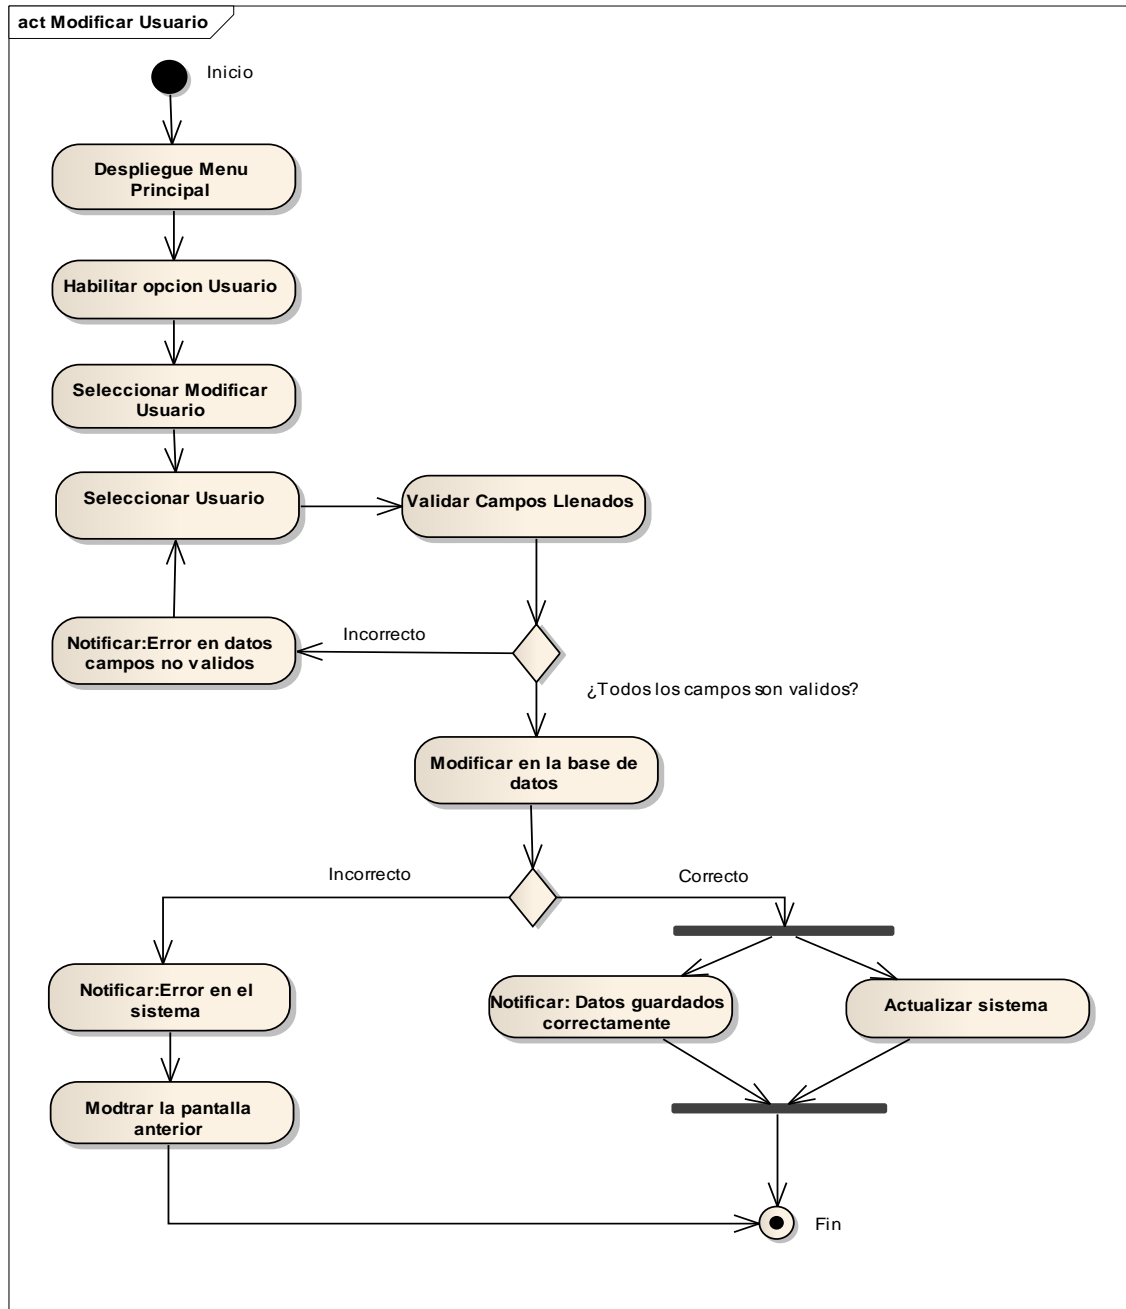 act Modificar Usuario
Inicio
Despliegue Menu
Principal
Habilitar opcion Usuario
Seleccionar Modificar
Usuario
Seleccionar Usuario
Validar Campos Llenados
Incorrecto
Notificar:Error en datos
campos no validos
¿Todos los campos son validos?
Modificar en la base de
datos
Incorrecto
Correcto
Notificar:Error en el
sistema
Notificar: Datos guardados
correctamente
Actualizar sistema
Modtrar la pantalla
anterior
Fin